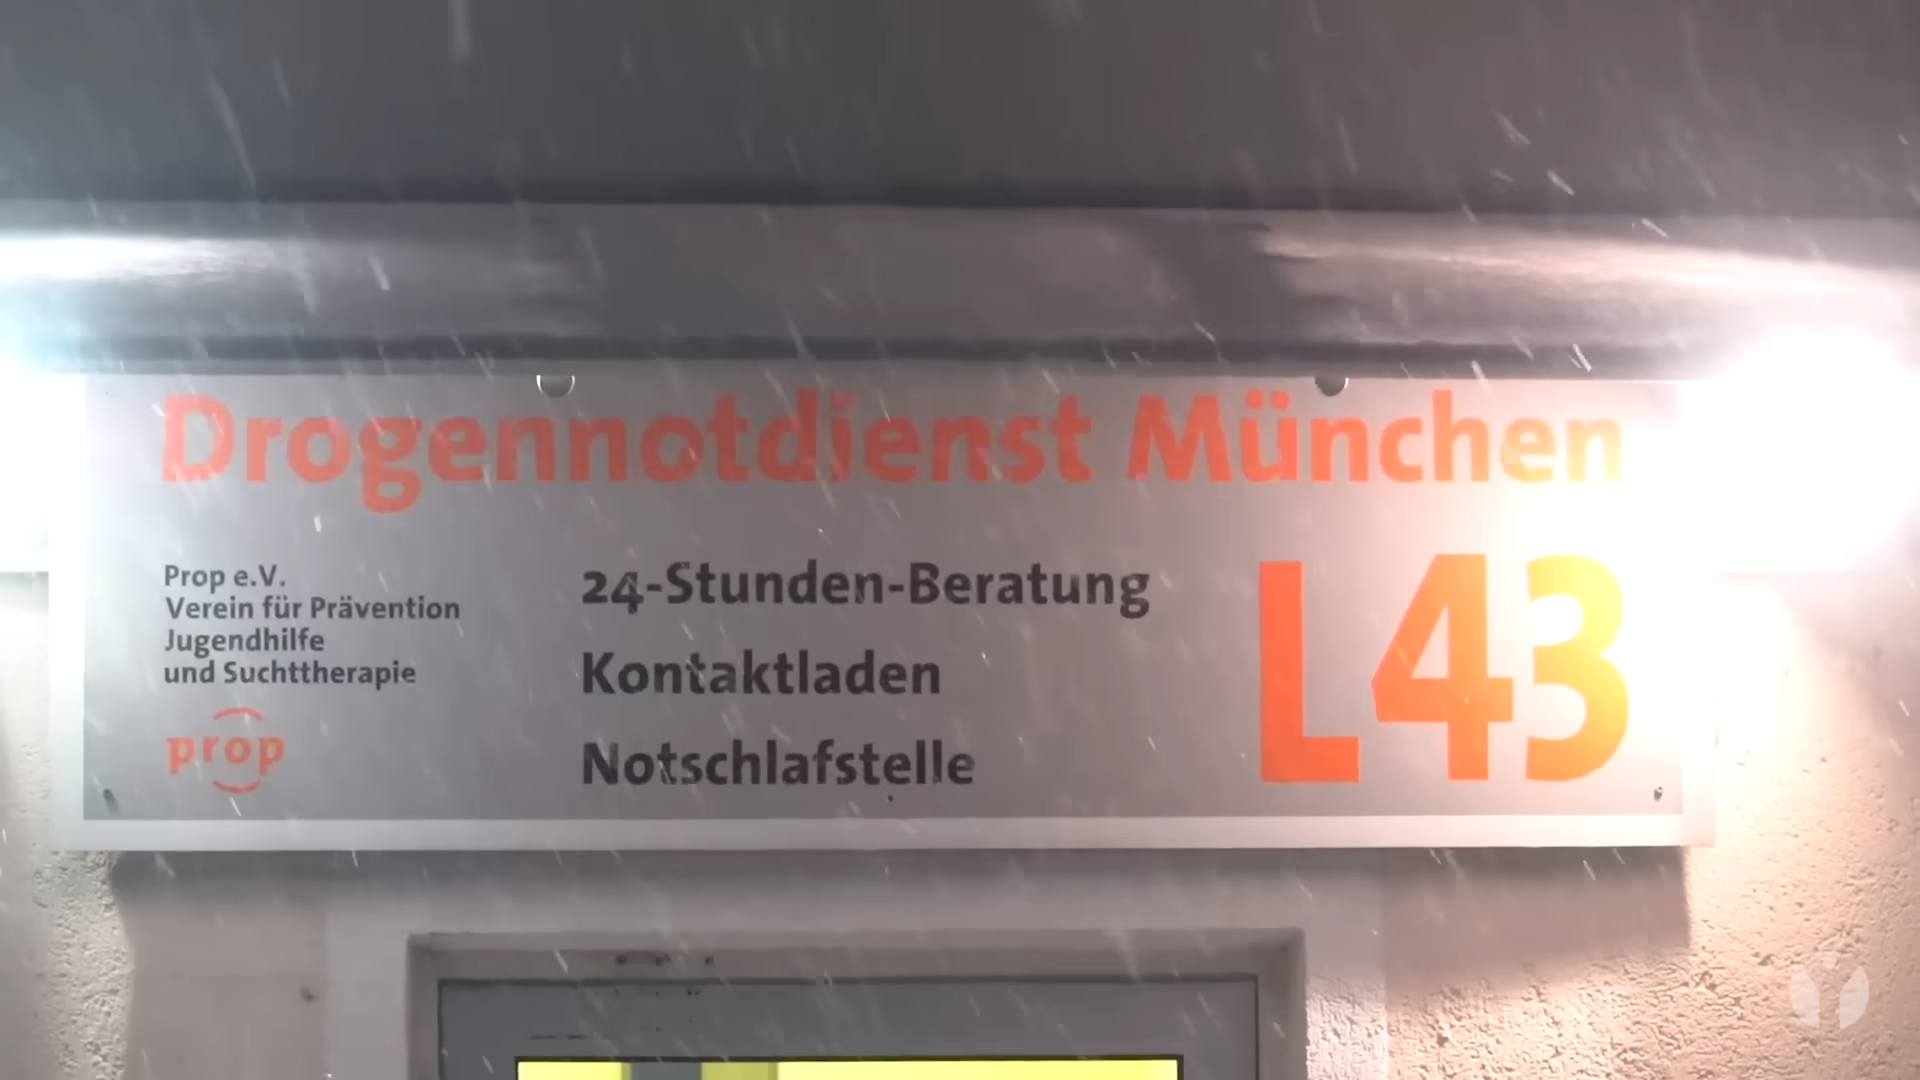 Drogennotdienst München
Prop e.V.
Verein für Prävention
Jugendhilfe
und Suchttherapie
prop
24-Stunden-Beratung
Kontaktladen
Notschlafstelle
L43